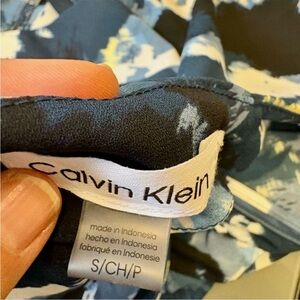 Calvin Klein
made in Indonesia
hecho en Indonesia
fabriqué en Indonésie
S/CH/P